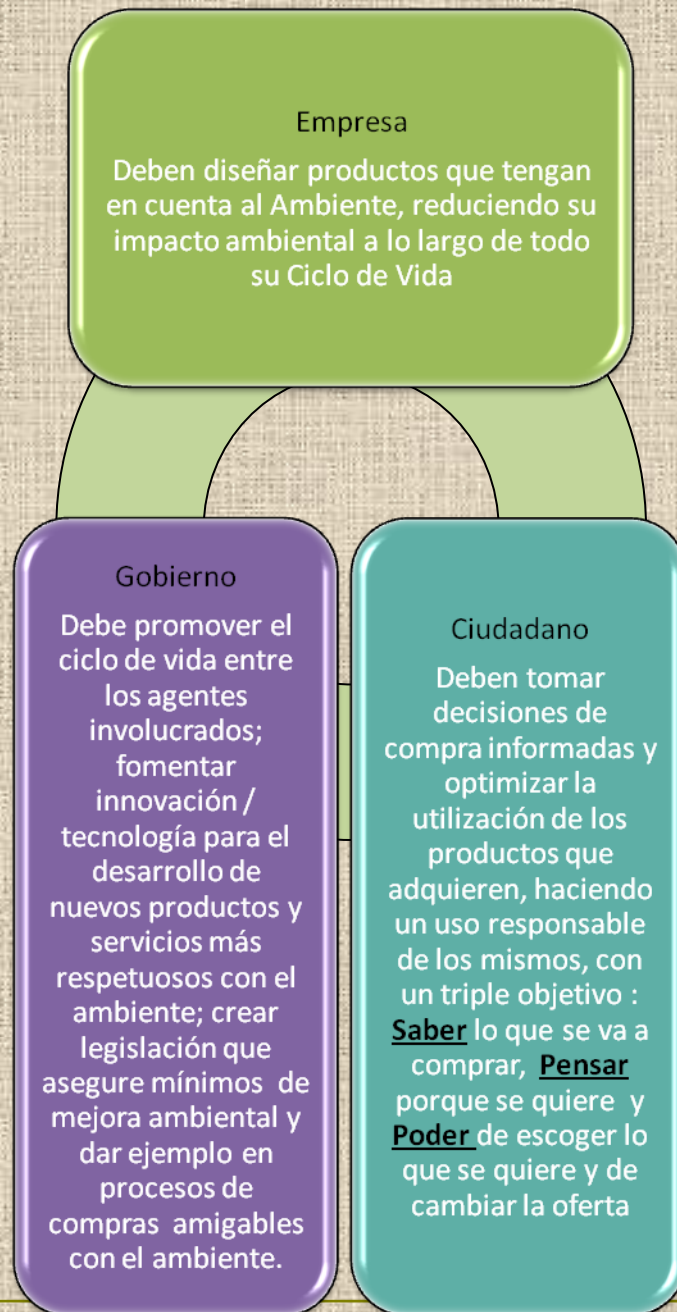 Empresa
Deben diseñar productos que tengan
en cuenta al Ambiente, reduciendo su
impacto ambiental a lo largo de todo
su Ciclo de Vida
Gobierno
Debe promover el
ciclo de vida entre
los agentes
involucrados;
fomentar
innovación /
tecnología para el
desarrollo de
nuevos productos y
servicios más
respetuosos con el
ambiente; crear
legislación que
asegure mínimos de
mejora ambiental y
dar ejemplo en
procesos de
compras amigables
con el ambiente.
Ciudadano
Deben tomar
decisiones de
compra informadas y
optimizar la
utilización de los
productos que
adquieren, haciendo
un uso responsable
de los mismos, con
un triple objetivo :
Saber lo que se va a
comprar, Pensar
porque se quiere y
Poder de escoger lo
que se quiere y de
cambiar la oferta